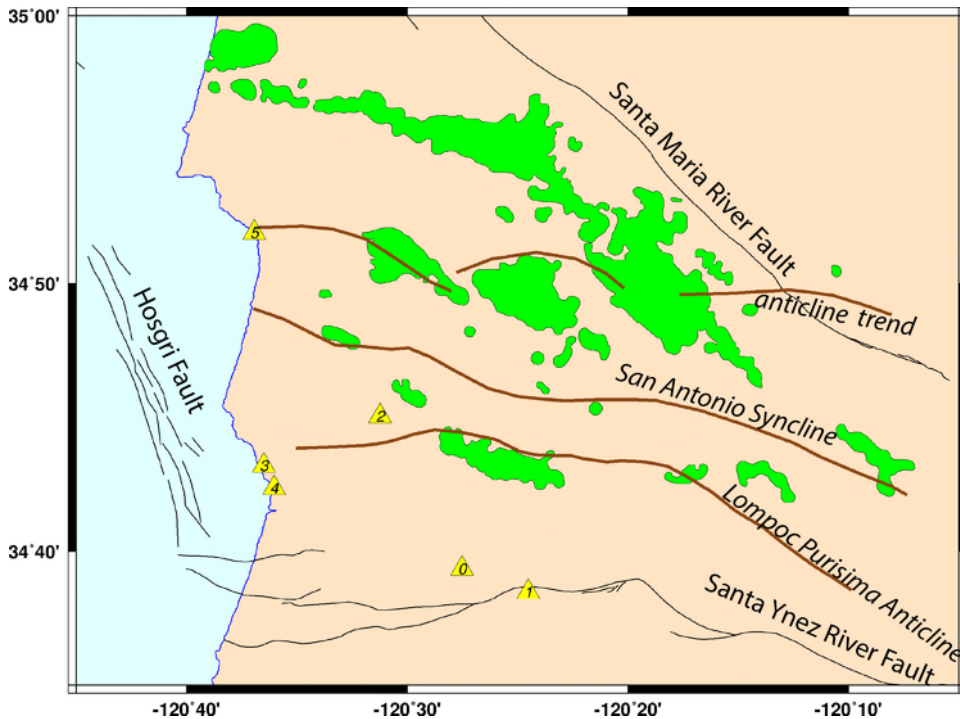 35°00'
Santa Maria River Fault
5
34°50'
Hosgri Fault
anticline trend
San Antonio Syncline
2
3
4
Lompoc Purisima Anticline
34°40'
0
1
Santa Ynez River Fault
-120°40'
-120°30'
-120°20'
-120°10'